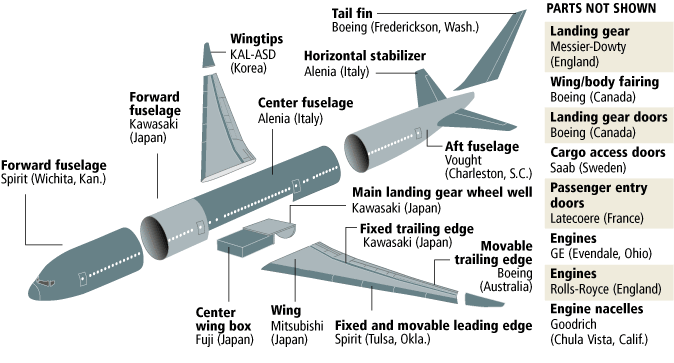 Tail fin
Boeing (Frederickson, Wash.)
Wingtips
KAL-ASD
(Korea)
Horizontal stabilizer
Alenia (Italy)
Forward
fuselage
Kawasaki
(Japan)
Center fuselage
Alenia (Italy)
Aft fuselage
Vought
(Charleston, S.C.)
Forward fuselage
Spirit (Wichita, Kan.)
Main landing gear wheel well
Kawasaki (Japan)
Fixed trailing edge
Kawasaki (Japan)
Movable
trailing edge
Boeing
(Australia)
Center
wing box
Fuji (Japan)
Wing
Mitsubishi
(Japan)
Fixed and movable leading edge
Spirit (Tulsa, Okla.)
PARTS NOT SHOWN
Landing gear
Messier-Dowty
(England)
Wing/body fairing
Boeing (Canada)
Landing gear doors
Boeing (Canada)
Cargo access doors
Saab (Sweden)
Passenger entry
doors
Latecoere (France)
Engines
GE (Evendale, Ohio)
Engines
Rolls-Royce (England)
Engine nacelles
Goodrich
(Chula Vista, Calif.)